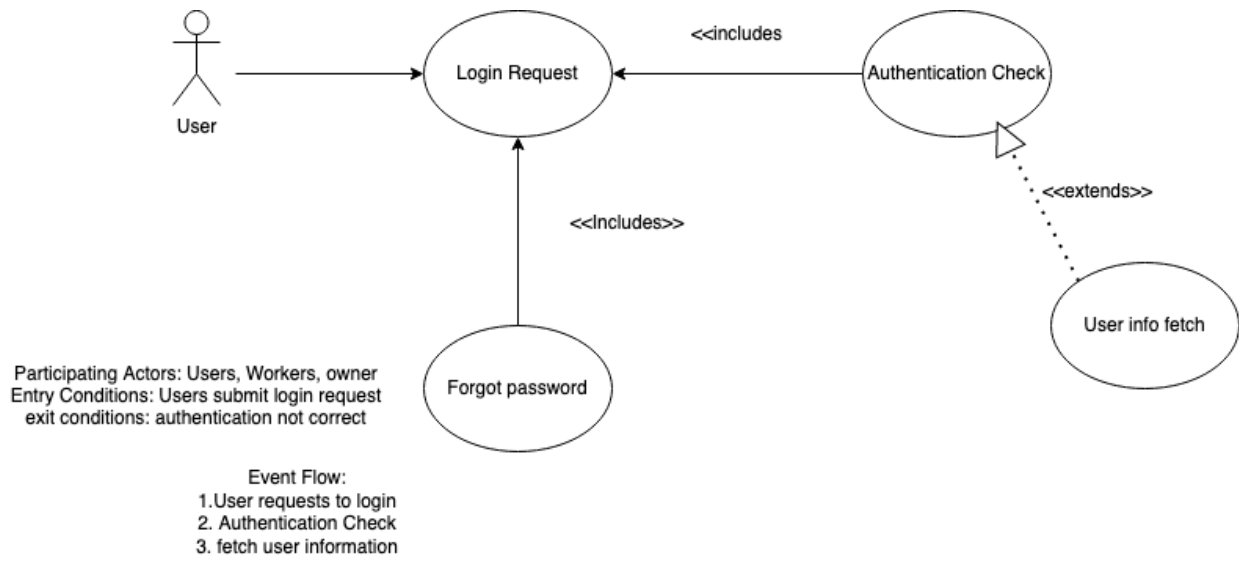 <<includes
Login Request
Authentication Check
User
<<extends>>
<<Includes>>
User info fetch
Participating Actors: Users, Workers, owner
Entry Conditions: Users submit login request
exit conditions: authentication not correct
Forgot password
Event Flow:
1.User requests to login
2. Authentication Check
3. fetch user information